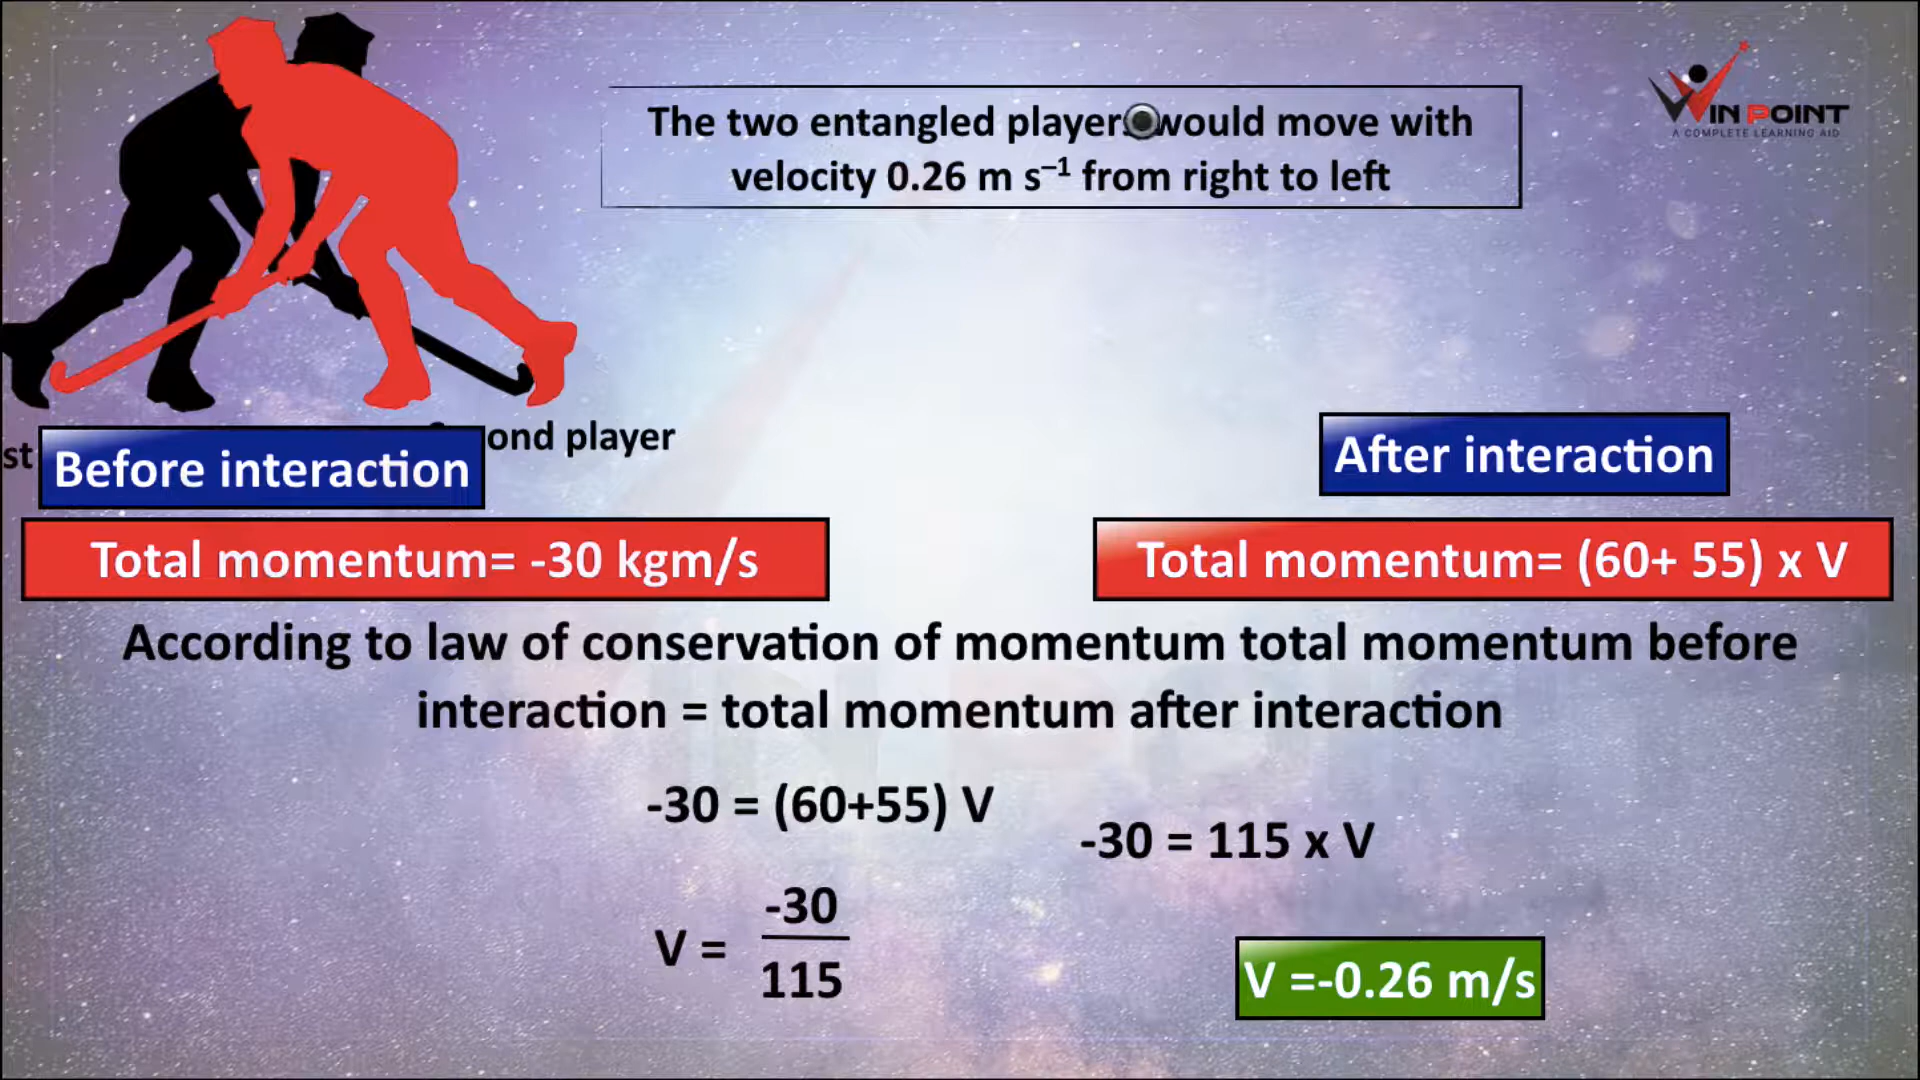 The two entangled players would move with
velocity 0.26 m s⁻¹ from right to left
WIN POINT
A COMPLETE LEARNING AID
st
ond player
Before interaction
After interaction
Total momentum= -30 kgm/s
Total momentum= (60+ 55) x V
According to law of conservation of momentum total momentum before
interaction = total momentum after interaction
-30 = (60+55) V
-30 = 115 x V
V = -30
115
V =-0.26 m/s